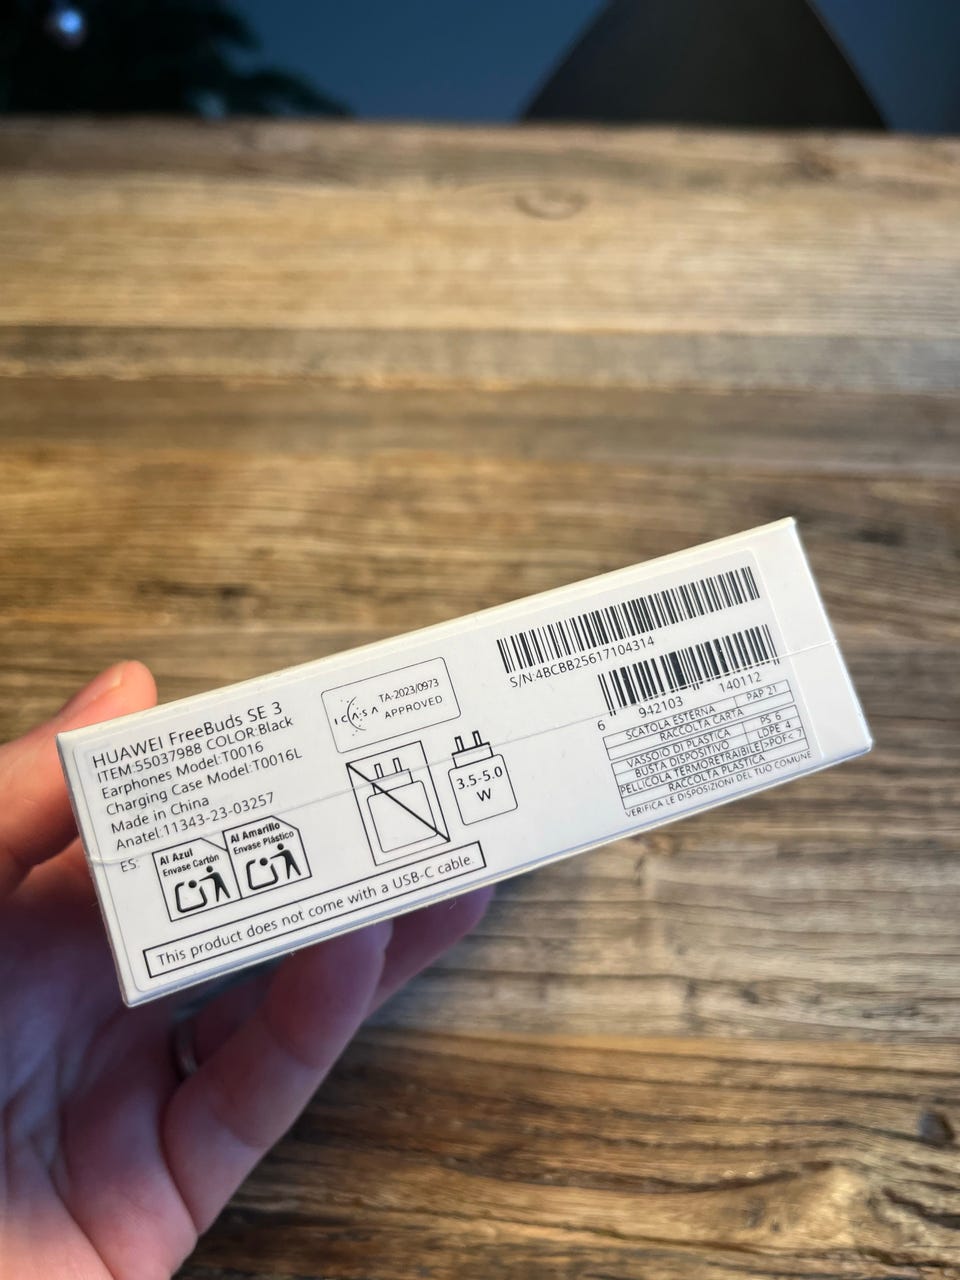 HUAWEI FreeBuds SE 3
ITEM:55037988 COLOR:Black
Earphones Model:T0016
Charging Case Model:T0016L
Made in China
Anatel:11343-23-03257
ES:
Al Azul
Envase Cartón
Al Amarillo
Envase Plástico
This product does not come with a USB-C cable.
ICASA
TA-2023/0973
APPROVED
3.5-5.0
W
S/N:4BCBB25617104314
6 942103 140112
SCATOLA ESTERNA PAP 21
RACCOLTA CARTA
VASSOIO DI PLASTICA PS 6
BUSTA DISPOSITIVO LDPE 4
PELLICOLA TERMORETRAIBILE >POF< 7
RACCOLTA PLASTICA
VERIFICA LE DISPOSIZIONI DEL TUO COMUNE